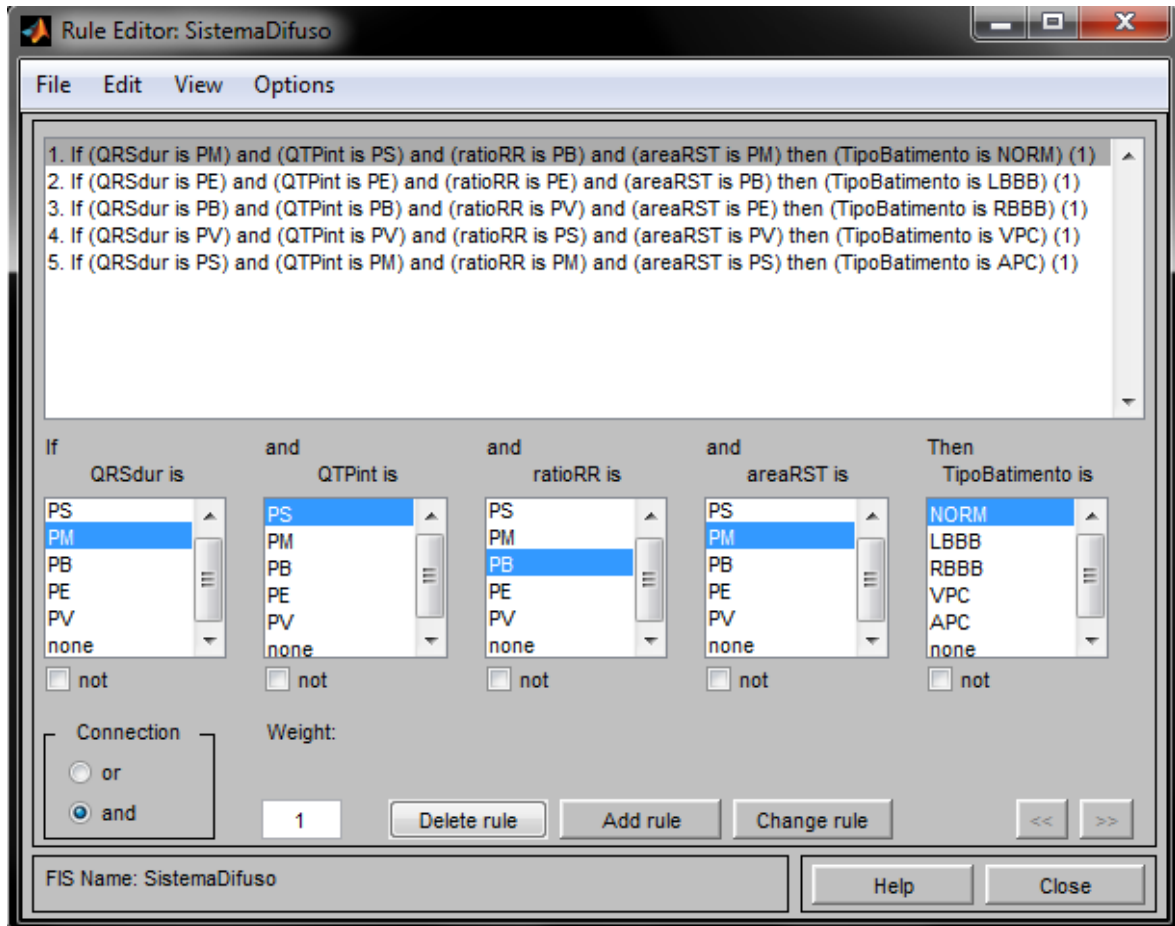 Rule Editor: SistemaDifuso
File Edit View Options
1. If (QRSdur is PM) and (QTPint is PS) and (ratioRR is PB) and (areaRST is PM) then (TipoBatimento is NORM) (1)
2. If (QRSdur is PE) and (QTPint is PE) and (ratioRR is PE) and (areaRST is PB) then (TipoBatimento is LBBB) (1)
3. If (QRSdur is PB) and (QTPint is PB) and (ratioRR is PV) and (areaRST is PE) then (TipoBatimento is RBBB) (1)
4. If (QRSdur is PV) and (QTPint is PV) and (ratioRR is PS) and (areaRST is PV) then (TipoBatimento is VPC) (1)
5. If (QRSdur is PS) and (QTPint is PM) and (ratioRR is PM) and (areaRST is PS) then (TipoBatimento is APC) (1)
If and and and Then
QRSdur is QTPint is ratioRR is areaRST is TipoBatimento is
PS PS PS PS NORM
PM PM PM PM LBBB
PB PB PB PB RBBB
PE PE PE PE VPC
PV PV PV PV APC
none none none none none
not not not not not
Connection Weight:
or
and 1 Delete rule Add rule Change rule << >>
FIS Name: SistemaDifuso Help Close